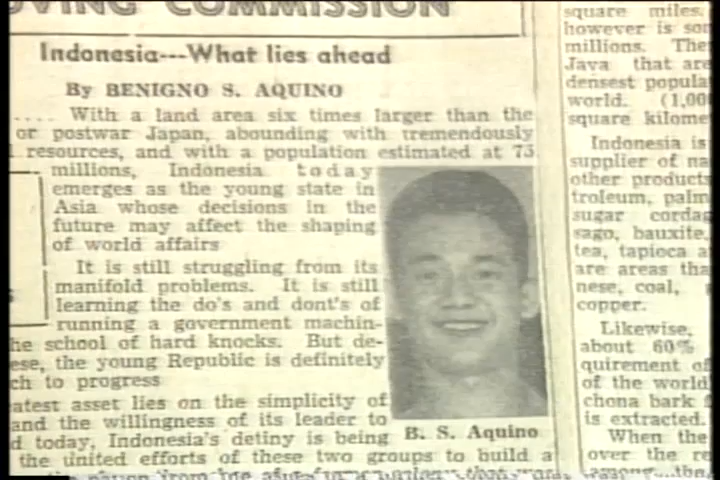 OVING COMMISSION
Indonesia---What lies ahead
By BENIGNO S. AQUINO
.... With a land area six times larger than the
or postwar Japan, abounding with tremendously
resources, and with a population estimated at 75
millions, Indonesia today
emerges as the young state in
Asia whose decisions in the
future may affect the shaping
of world affairs
It is still struggling from its
manifold problems. It is still
learning the do's and dont's of
running a government machin-
he school of hard knocks. But de-
ese, the young Republic is definitely
ch to progress
atest asset lies on the simplicity of
and the willingness of its leader to
d today, Indonesia's detiny is being
the united efforts of these two groups to build a
B. S. Aquino
square miles.
however is som
millions. The
Java that are
densest popula
world. (1,00
square kilome
Indonesia is
supplier of na
other products
troleum, palm
sugar cordag
sago, bauxite,
tea, tapioca a
are areas tha
nese, coal,
copper.
Likewise,
about 60%
quirement of
of the world
chona bark
is extracted.
When the
over the re